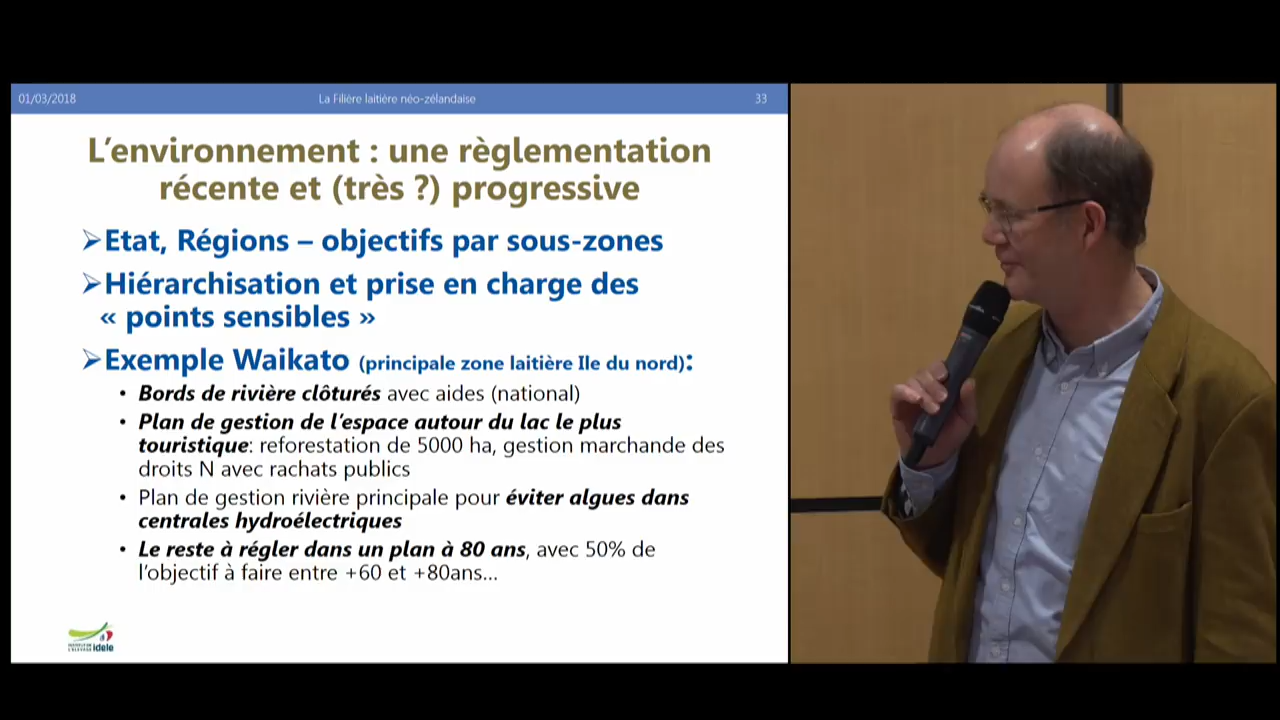 01/03/2018 La Filière laitière néo-zélandaise 33
L'environnement : une règlementation
récente et (très ?) progressive
➢Etat, Régions – objectifs par sous-zones
➢Hiérarchisation et prise en charge des
« points sensibles »
➢Exemple Waikato (principale zone laitière Ile du nord):
• Bords de rivière clôturés avec aides (national)
• Plan de gestion de l'espace autour du lac le plus
touristique: reforestation de 5000 ha, gestion marchande des
droits N avec rachats publics
• Plan de gestion rivière principale pour éviter algues dans
centrales hydroélectriques
• Le reste à régler dans un plan à 80 ans, avec 50% de
l'objectif à faire entre +60 et +80ans...
INSTITUT DE
L'ELEVAGE idele